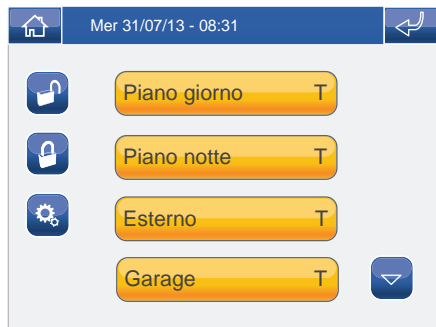 Mer 31/07/13 - 08:31
Piano giorno T
Piano notte T
Esterno T
Garage T